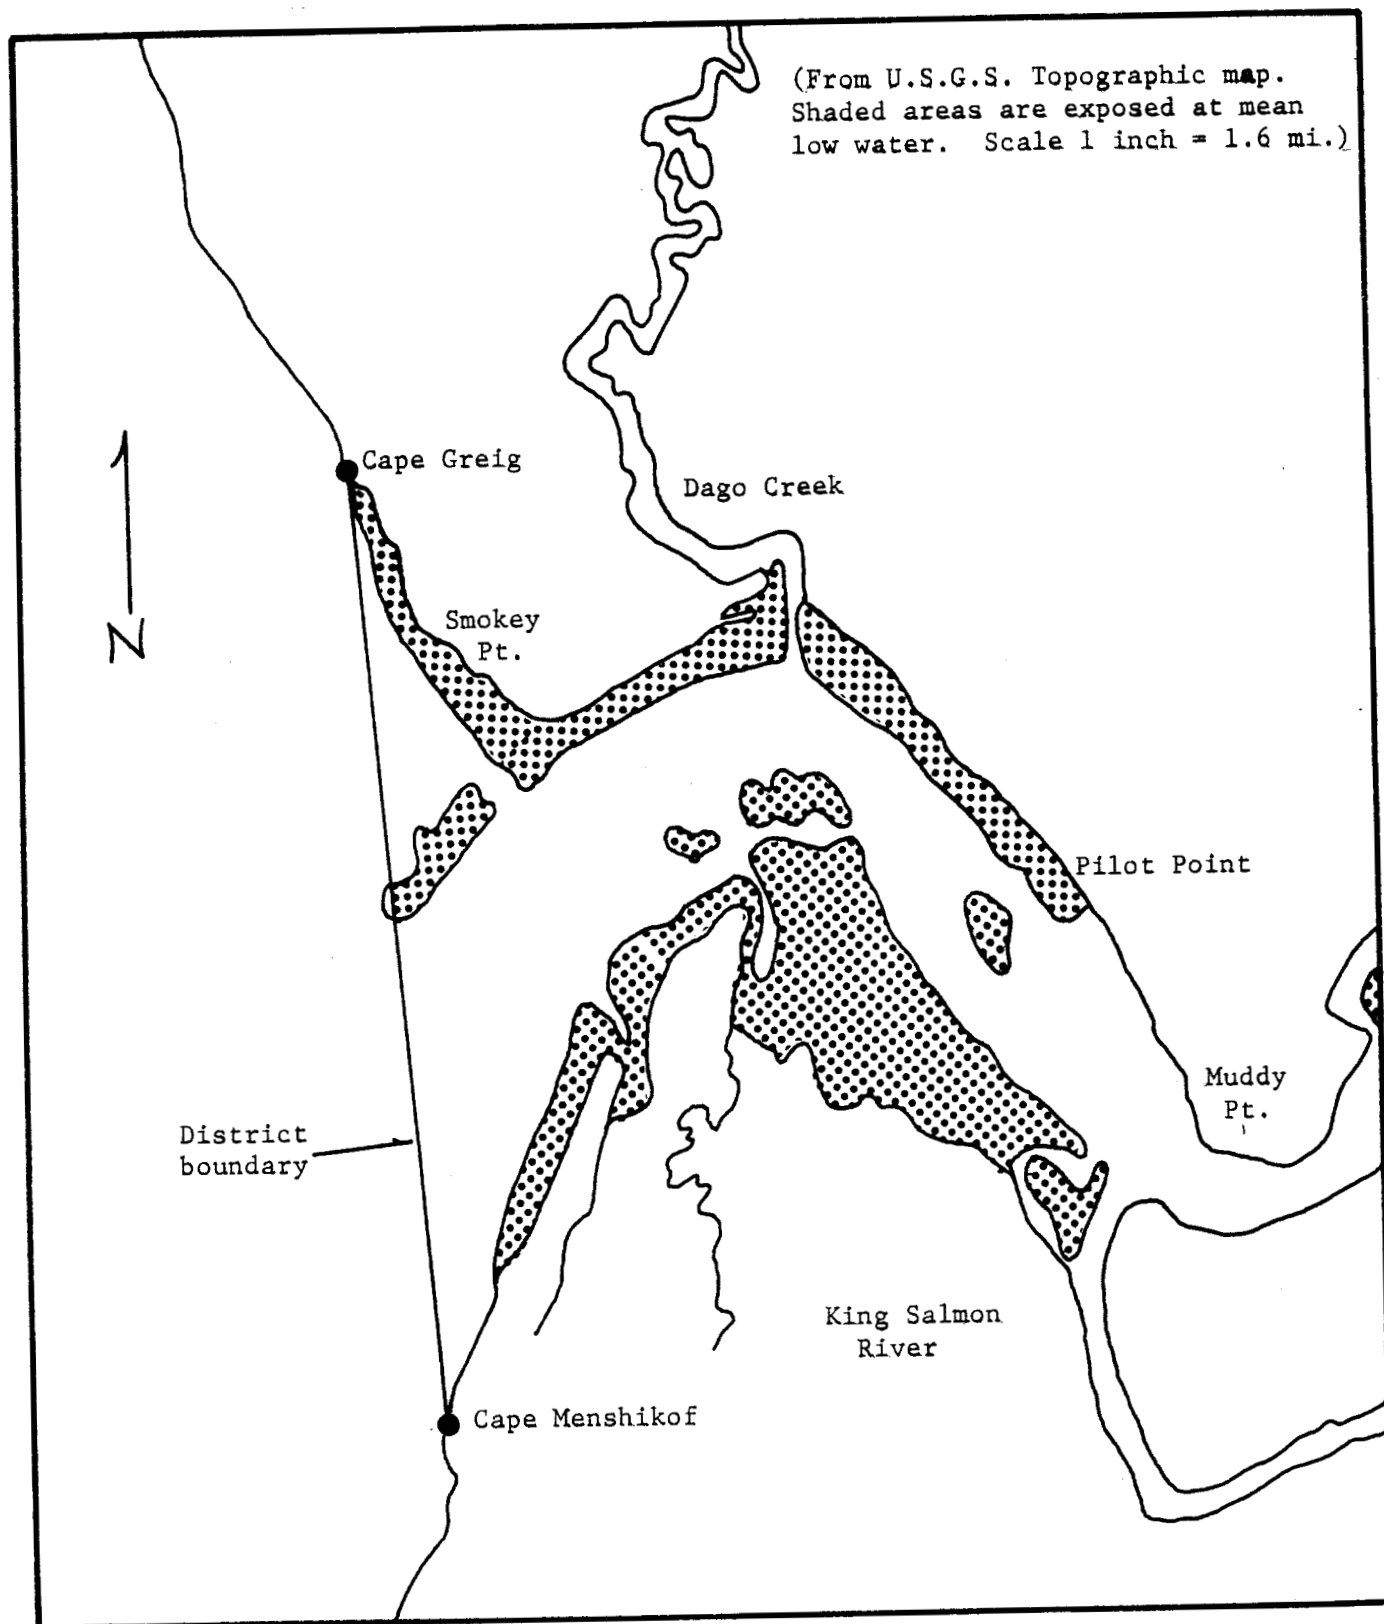 (From U.S.G.S. Topographic map.
Shaded areas are exposed at mean
low water.  Scale 1 inch = 1.6 mi.)
Cape Greig
Dago Creek
N
Smokey
Pt.
Pilot Point
Muddy
Pt.
District
boundary
King Salmon
River
Cape Menshikof